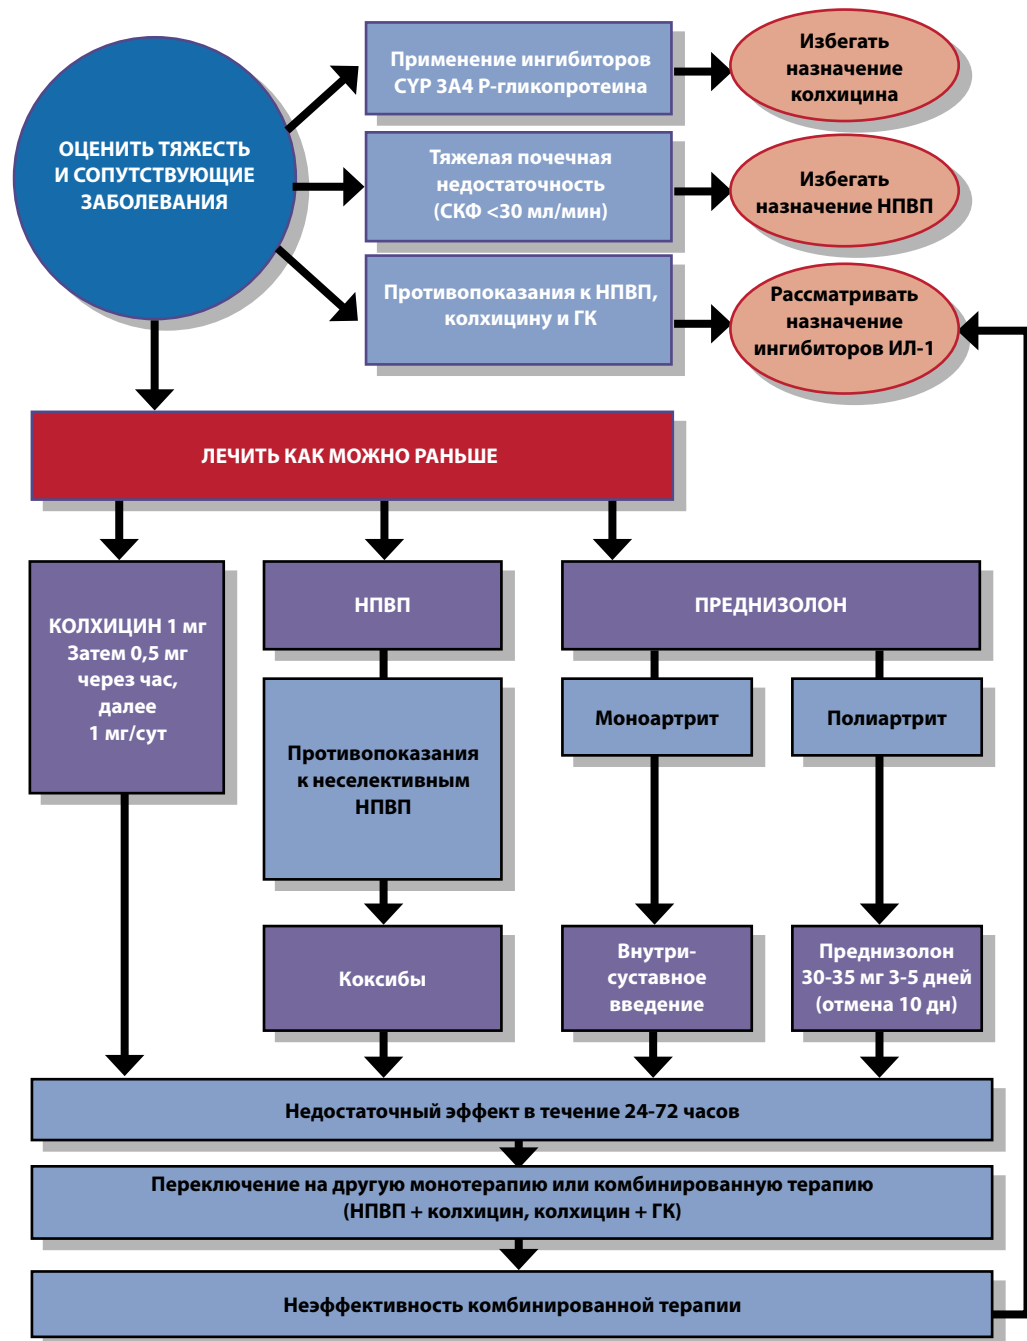 ОЦЕНИТЬ ТЯЖЕСТЬ
И СОПУТСТВУЮЩИЕ
ЗАБОЛЕВАНИЯ
Применение ингибиторов
CYP 3A4 Р-гликопротеина
Избегать
назначение
колхицина
Тяжелая почечная
недостаточность
(СКФ <30 мл/мин)
Избегать
назначение НПВП
Противопоказания к НПВП,
колхицину и ГК
Рассматривать
назначение
ингибиторов ИЛ-1
ЛЕЧИТЬ КАК МОЖНО РАНЬШЕ
КОЛХИЦИН 1 мг
Затем 0,5 мг
через час,
далее
1 мг/сут
НПВП
Противопоказания
к неселективным
НПВП
Коксибы
ПРЕДНИЗОЛОН
Моноартрит
Полиартрит
Внутри-
суставное
введение
Преднизолон
30-35 мг 3-5 дней
(отмена 10 дн)
Недостаточный эффект в течение 24-72 часов
Переключение на другую монотерапию или комбинированную терапию
(НПВП + колхицин, колхицин + ГК)
Неэффективность комбинированной терапии